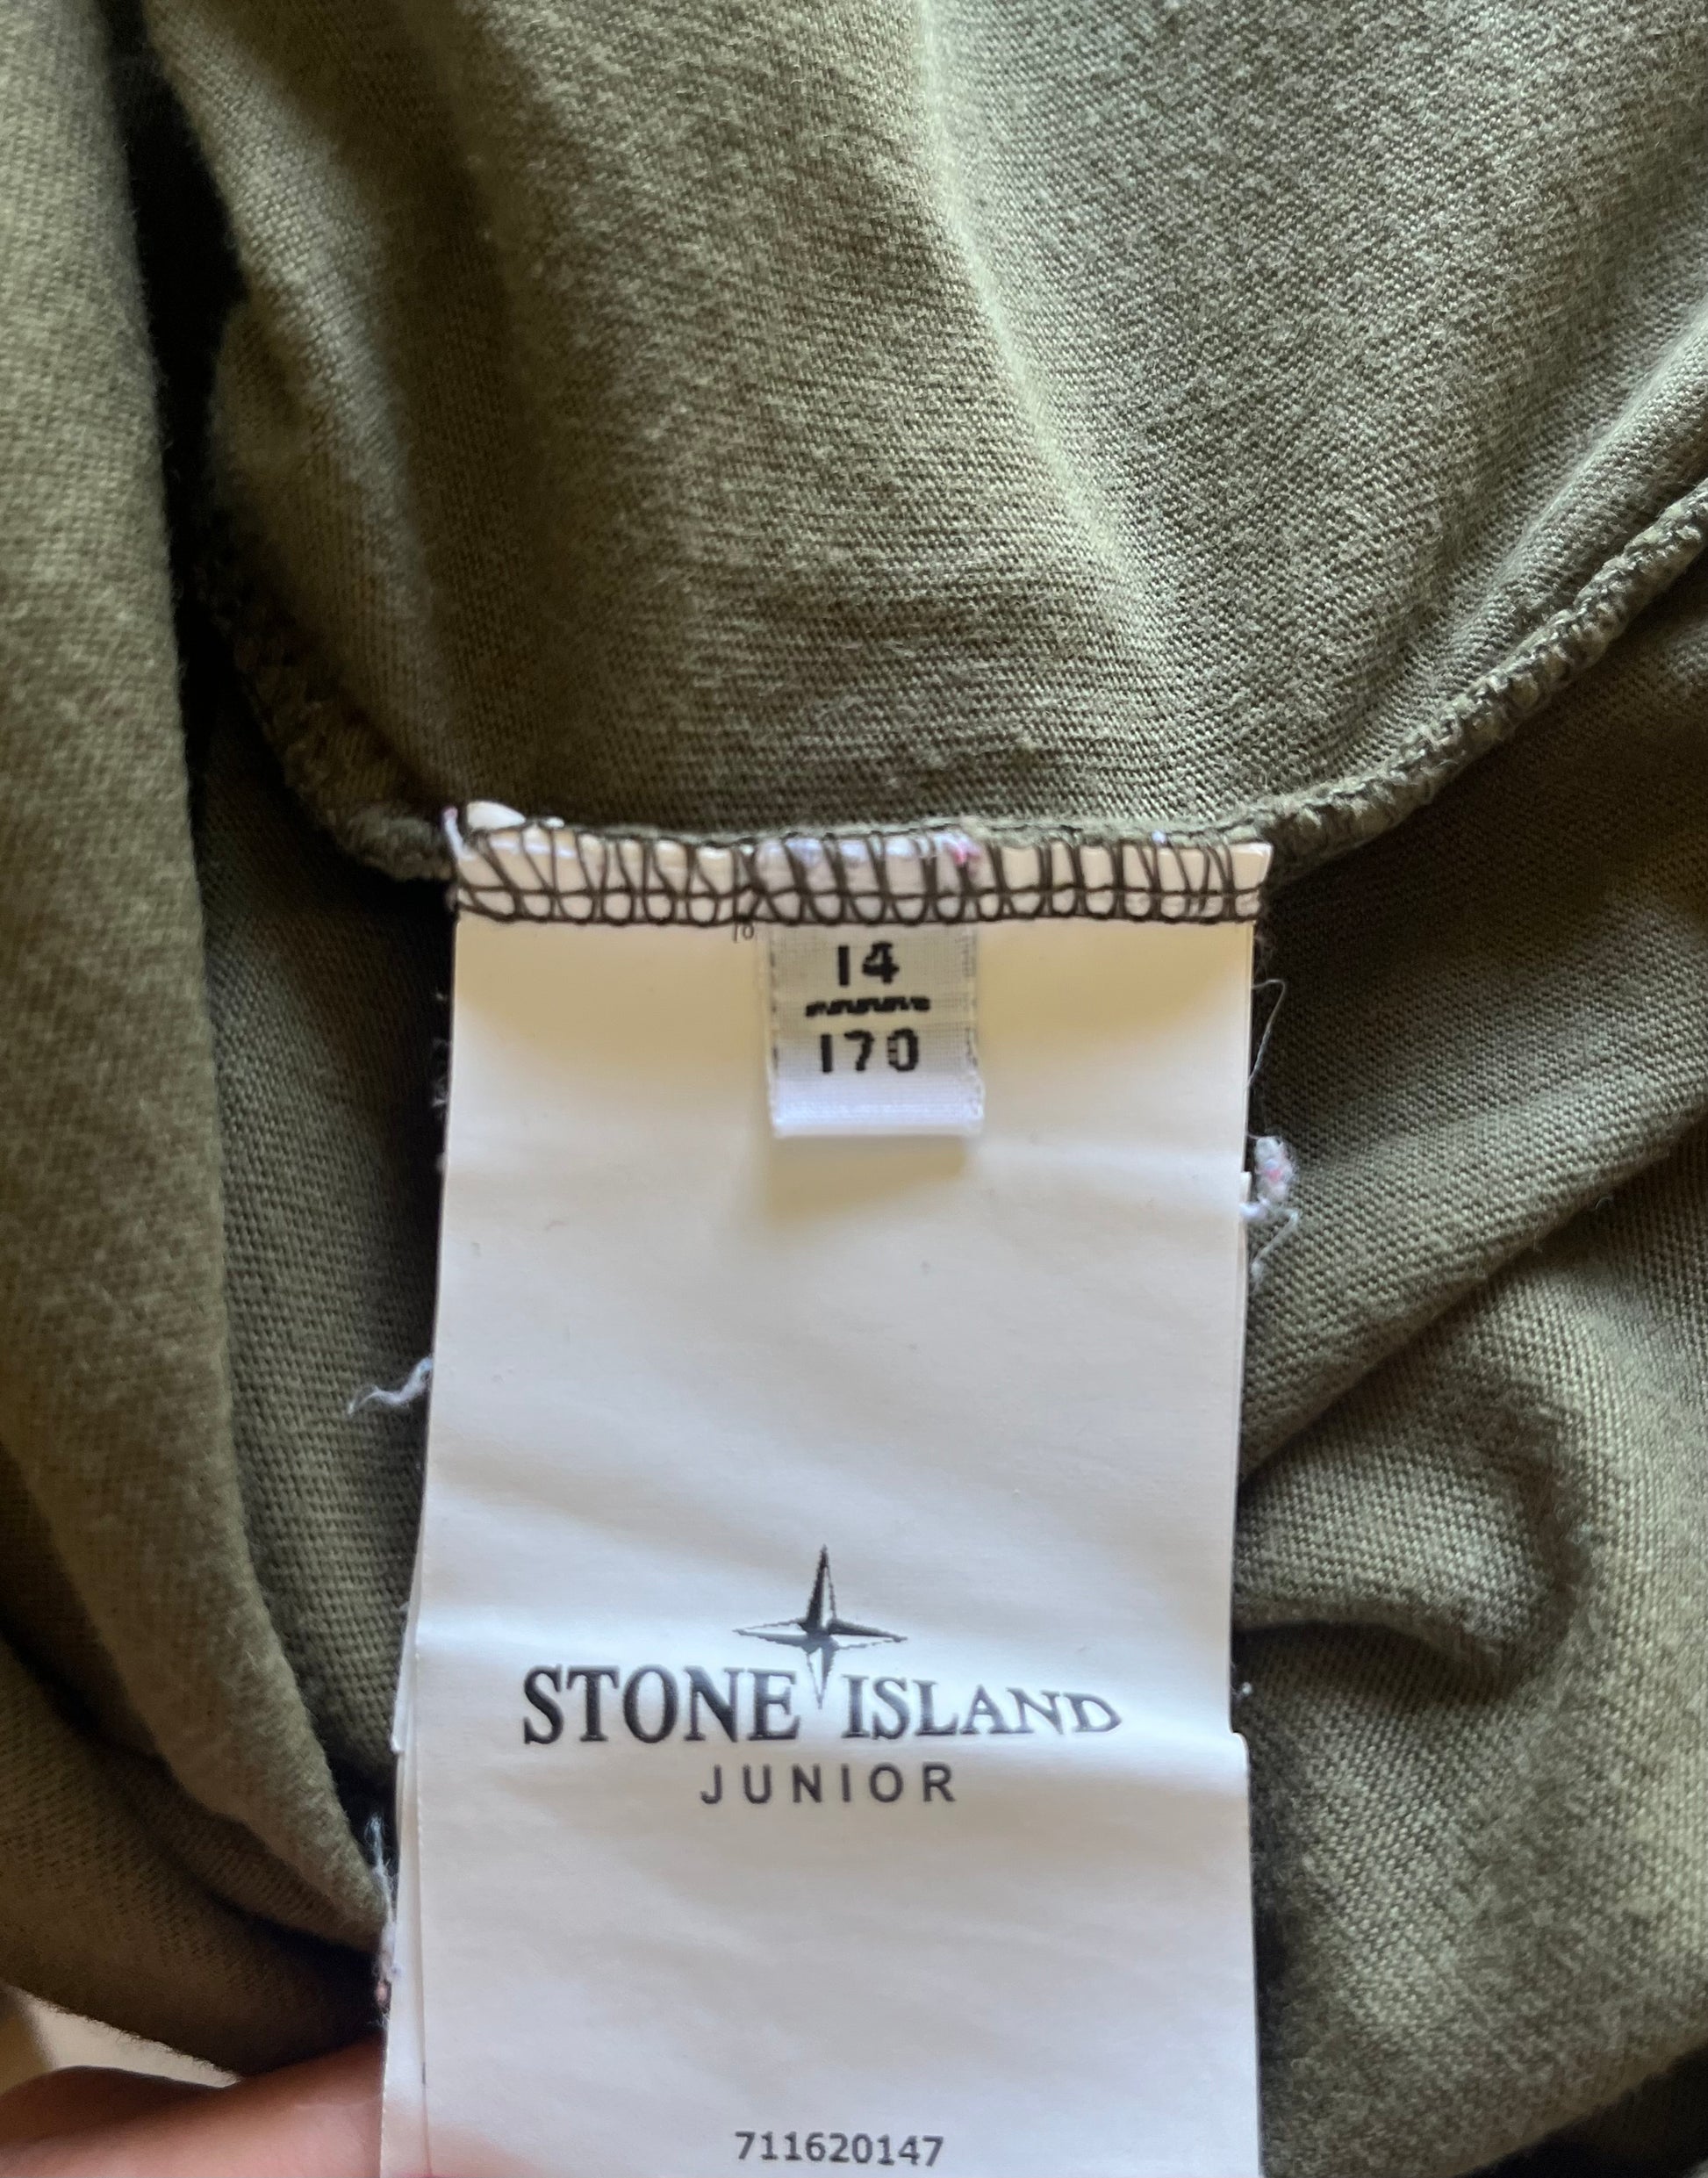 14
170
STONE ISLAND
JUNIOR
711620147